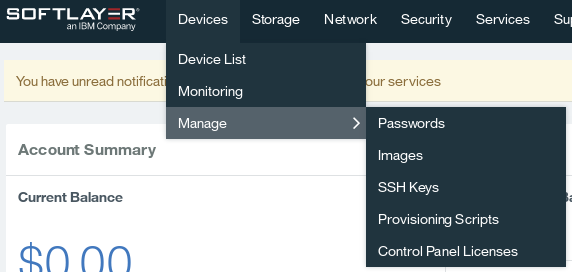 SOFTLAYER®
an IBM Company
Devices Storage Network Security Services
Device List
You have unread notificati our services
Monitoring
Manage
Passwords
Account Summary
Images
Current Balance
SSH Keys
Provisioning Scripts
$0.00
Control Panel Licenses